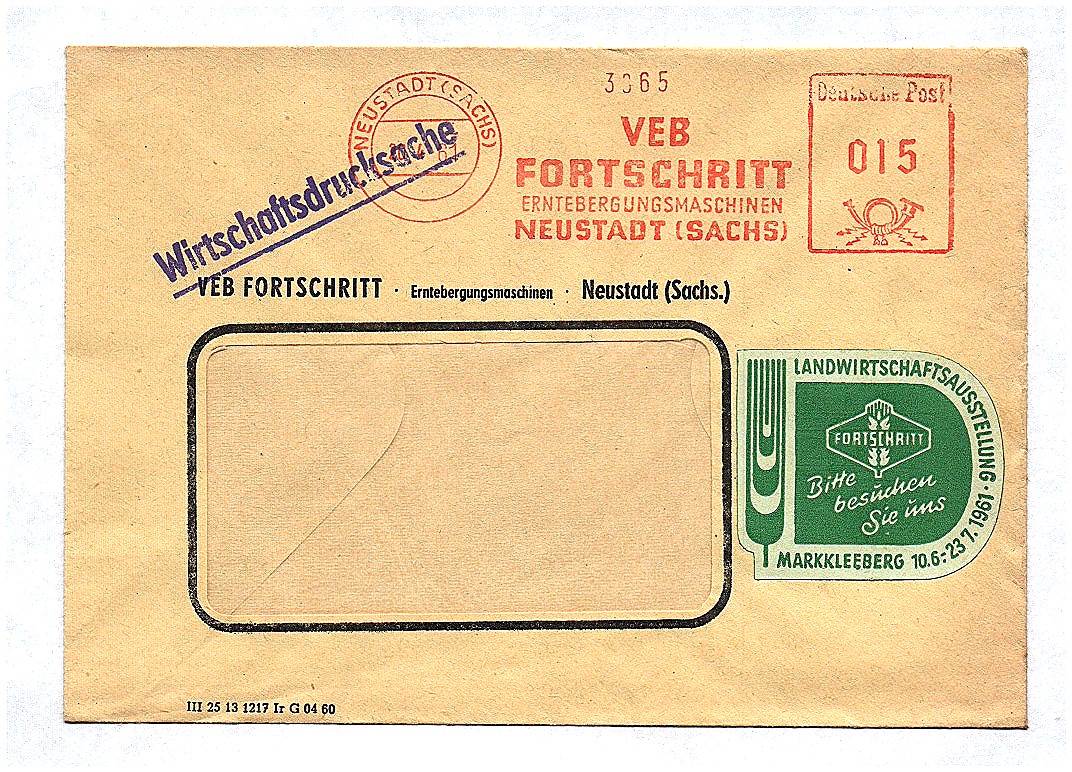 3065
Deutsche Post
015
NEUSTADT (SACHS)
VEB
FORTSCHRITT
ERNTEBERGUNGSMASCHINEN
NEUSTADT (SACHS)
Wirtschaftsdrucksache
VEB FORTSCHRITT · Erntebergungsmaschinen · Neustadt (Sachs.)
LANDWIRTSCHAFTSAUSSTELLUNG ·
FORTSCHRITT
Bitte
besuchen
Sie uns
MARKKLEEBERG 10.6.-23.7.1961
III 25 13 1217 Ir G 04 60